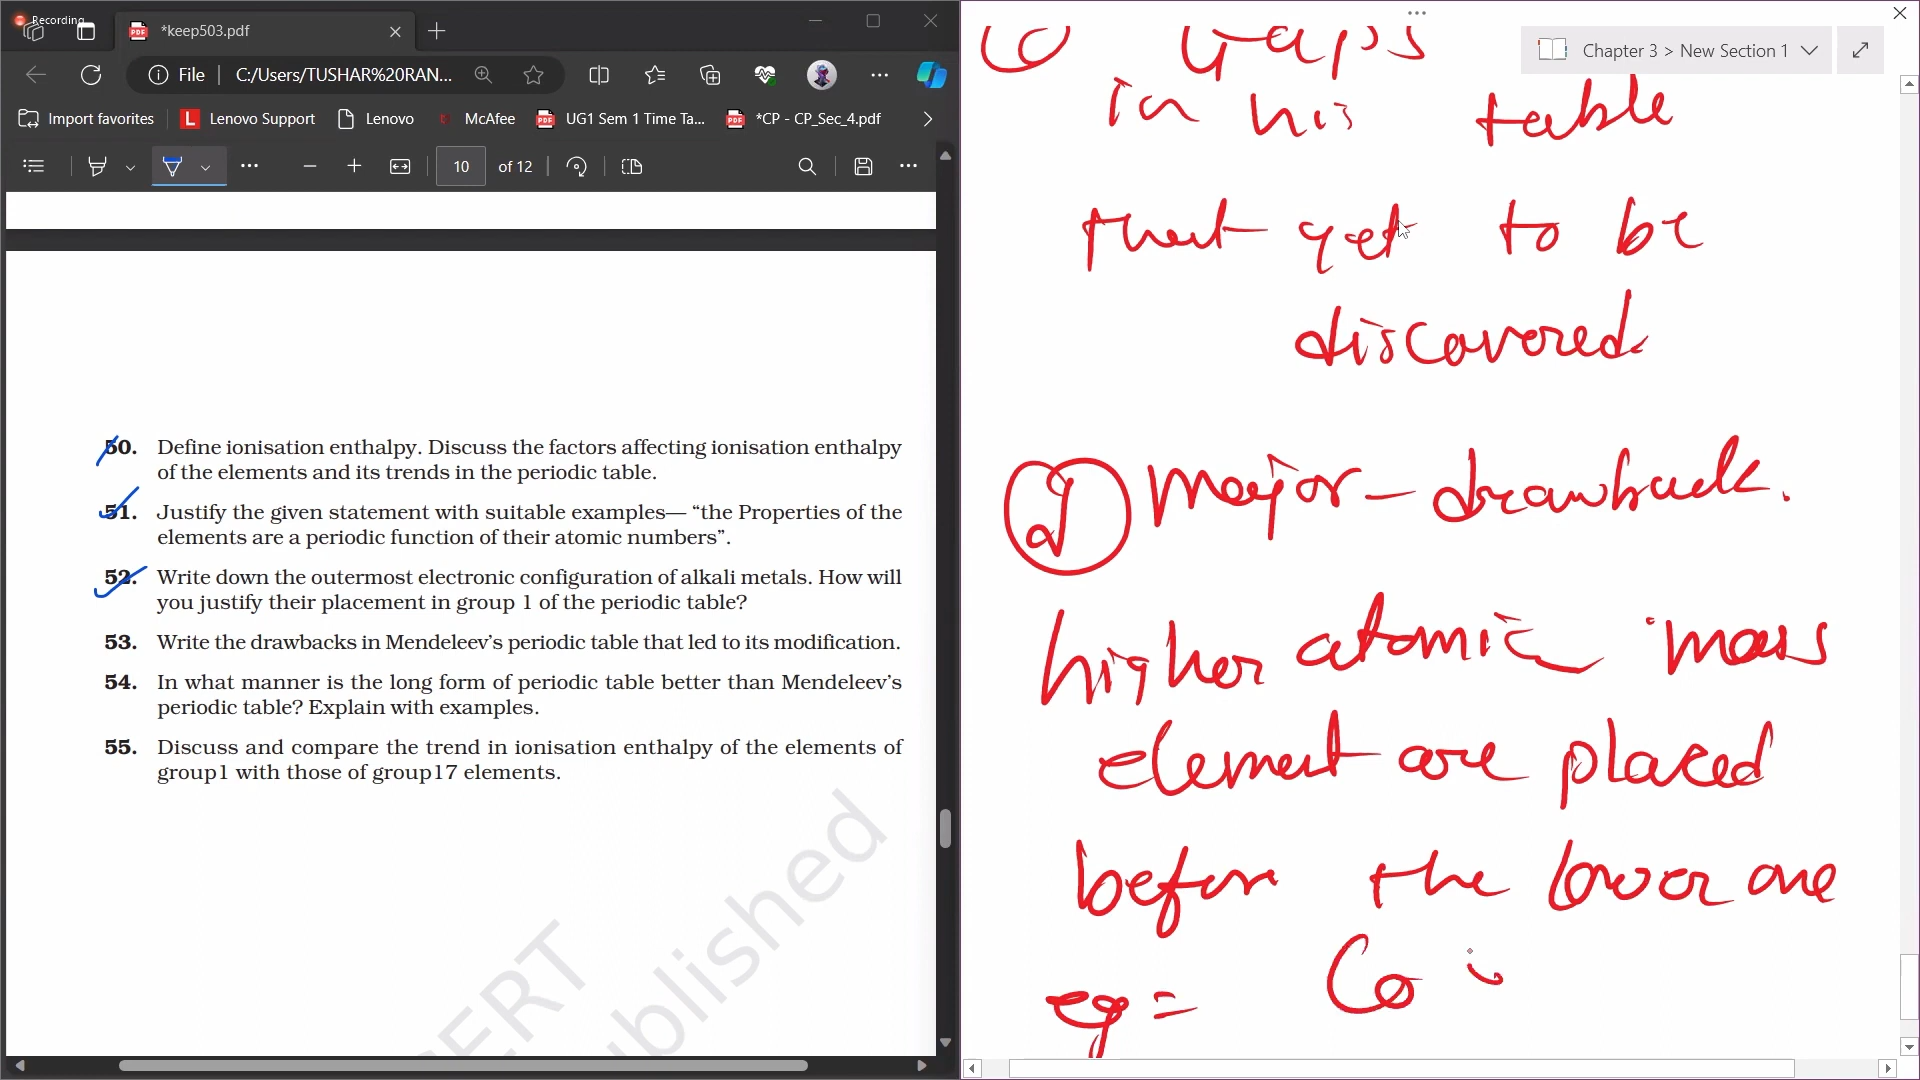 Recording
*keep503.pdf
File
C:/Users/TUSHAR%20RAN...
Import favorites
Lenovo Support
Lenovo
McAfee
UG1 Sem 1 Time Ta...
*CP - CP_Sec_4.pdf
10 of 12
50. Define ionisation enthalpy. Discuss the factors affecting ionisation enthalpy
of the elements and its trends in the periodic table.
51. Justify the given statement with suitable examples— “the Properties of the
elements are a periodic function of their atomic numbers”.
52. Write down the outermost electronic configuration of alkali metals. How will
you justify their placement in group 1 of the periodic table?
53. Write the drawbacks in Mendeleev’s periodic table that led to its modification.
54. In what manner is the long form of periodic table better than Mendeleev’s
periodic table? Explain with examples.
55. Discuss and compare the trend in ionisation enthalpy of the elements of
group1 with those of group17 elements.
Chapter 3 > New Section 1
Gaps
in his table
that yet to be
discovered
2 Major - drawback.
higher atomic mass
element are placed
before the lower one
eg = Co